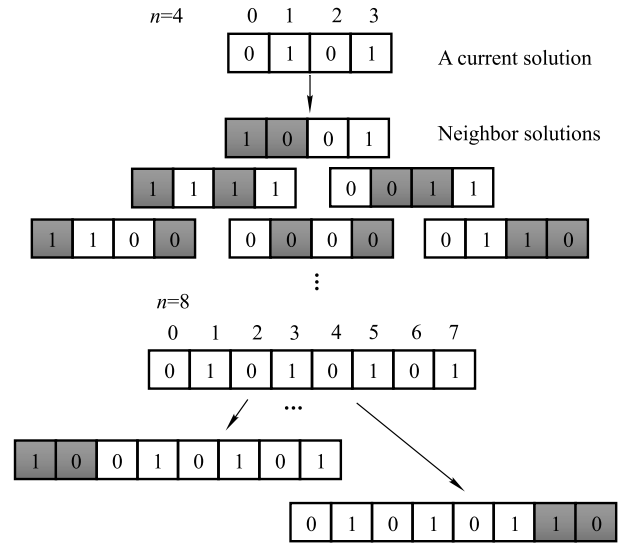 n=4 0 1 2 3
0 1 0 1 A current solution
1 0 0 1 Neighbor solutions
1 1 1 1 0 0 1 1
1 1 0 0 0 0 0 0 0 1 1 0
⋮
n=8
0 1 2 3 4 5 6 7
0 1 0 1 0 1 0 1
...
1 0 0 1 0 1 0 1
0 1 0 1 0 1 1 0